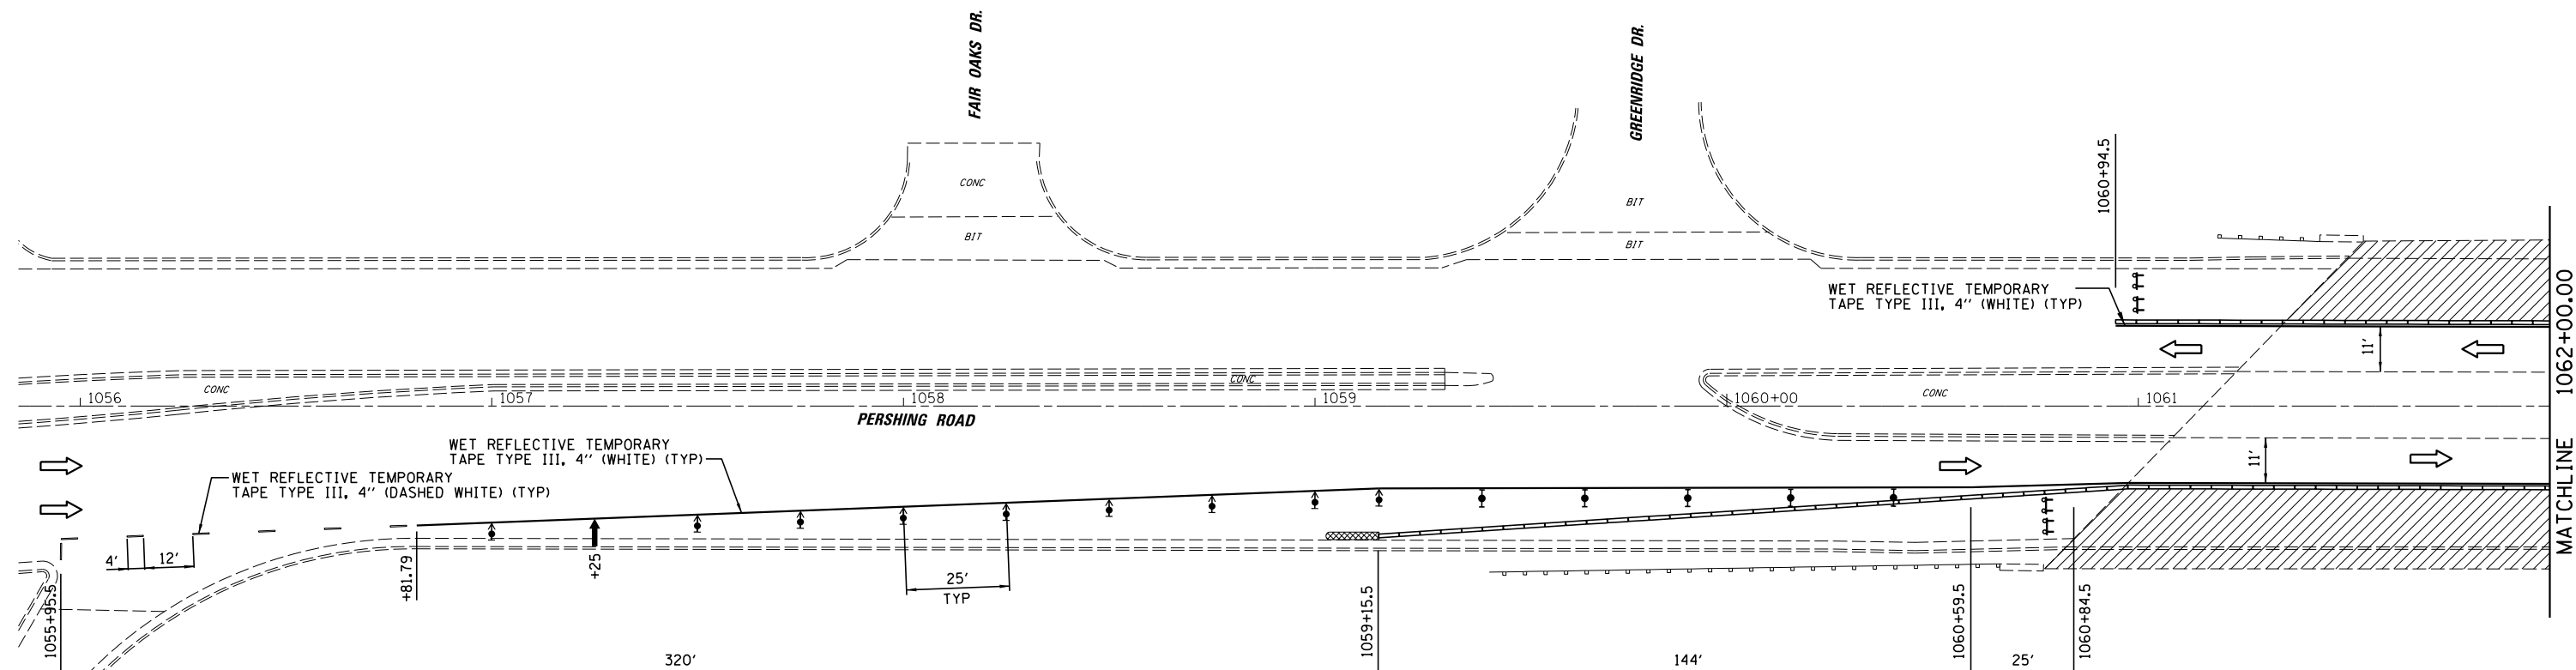 FAIR OAKS DR.
GREENRIDGE DR.
CONC
BIT
BIT
BIT
1060+94.5
WET REFLECTIVE TEMPORARY
TAPE TYPE III, 4'' (WHITE) (TYP)
11'
CONC
CONC
CONC
1056
1057
1058
1059
1060+00
1061
PERSHING ROAD
WET REFLECTIVE TEMPORARY
TAPE TYPE III, 4'' (WHITE) (TYP)
WET REFLECTIVE TEMPORARY
TAPE TYPE III, 4'' (DASHED WHITE) (TYP)
11'
4'
12'
+81.79
+25
25'
TYP
1055+95.5
1059+15.5
1060+59.5
1060+84.5
320'
144'
25'
MATCHLINE 1062+00.00